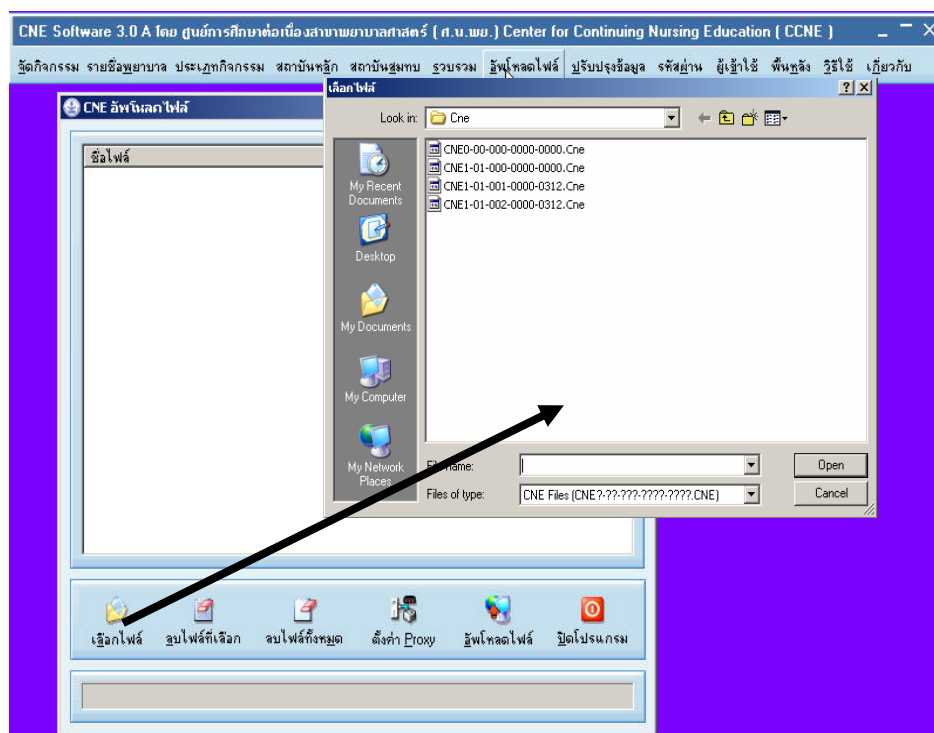 CNE Software 3.0 A โดย ศูนย์การศึกษาต่อเนื่องสาขาพยาบาลศาสตร์ ( ศ.น.พย.) Center for Continuing Nursing Education ( CCNE )
จัดกิจกรรม รายชื่อพยาบาล ประเภทกิจกรรม สถาบันหลัก สถาบันสมทบ รวบรวม อัพโหลดไฟล์ ปรับปรุงข้อมูล รหัสผ่าน ผู้เข้าใช้ พื้นหลัง วิธีใช้ เกี่ยวกับ
เลือกไฟล์
CNE อัพโหลดไฟล์
Look in: Cne
ชื่อไฟล์
CNE0-00-000-0000-0000.Cne
CNE1-01-000-0000-0000.Cne
CNE1-01-001-0000-0312.Cne
CNE1-01-002-0000-0312.Cne
My Recent
Documents
Desktop
My Documents
My Computer
My Network
Places
File name:
Open
Files of type: CNE Files (CNE?-??-???-????-????.CNE)
Cancel
เลือกไฟล์ ลบไฟล์ที่เลือก ลบไฟล์ทั้งหมด ตั้งค่า Proxy อัพโหลดไฟล์ ปิดโปรแกรม